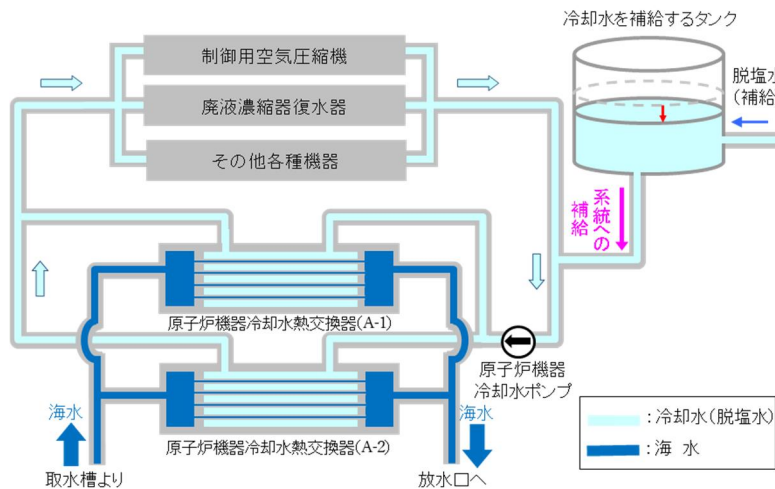 冷却水を補給するタンク
制御用空気圧縮機
廃液濃縮器復水器
その他各種機器
脱塩水
(補給
系統への
補給
原子炉機器冷却水熱交換器(A-1)
原子炉機器
冷却水ポンプ
原子炉機器冷却水熱交換器(A-2)
海水
取水槽より
海水
放水口へ
:冷却水(脱塩水)
:海 水